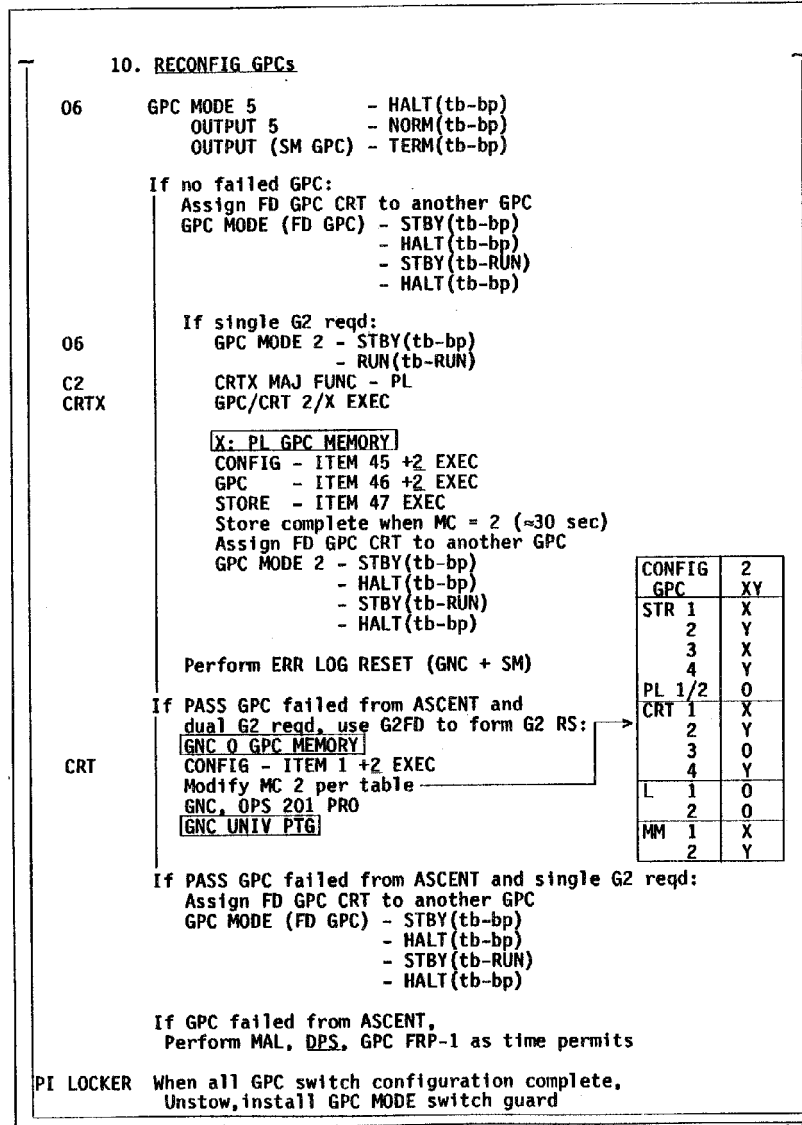 10. RECONFIG GPCs
06 GPC MODE 5 - HALT(tb-bp)
OUTPUT 5 - NORM(tb-bp)
OUTPUT (SM GPC) - TERM(tb-bp)
If no failed GPC:
Assign FD GPC CRT to another GPC
GPC MODE (FD GPC) - STBY(tb-bp)
- HALT(tb-bp)
- STBY(tb-RUN)
- HALT(tb-bp)
If single G2 reqd:
06 GPC MODE 2 - STBY(tb-bp)
- RUN(tb-RUN)
C2 CRTX MAJ FUNC - PL
CRTX GPC/CRT 2/X EXEC
X: PL GPC MEMORY
CONFIG - ITEM 45 +2 EXEC
GPC - ITEM 46 +2 EXEC
STORE - ITEM 47 EXEC
Store complete when MC = 2 (≈30 sec)
Assign FD GPC CRT to another GPC
GPC MODE 2 - STBY(tb-bp)
- HALT(tb-bp)
- STBY(tb-RUN)
- HALT(tb-bp)
Perform ERR LOG RESET (GNC + SM)
If PASS GPC failed from ASCENT and
dual G2 reqd, use G2FD to form G2 RS:
GNC 0 GPC MEMORY
CRT CONFIG - ITEM 1 +2 EXEC
Modify MC 2 per table
GNC, OPS 201 PRO
GNC UNIV PTG
CONFIG 2
GPC XY
STR 1 X
2 Y
3 X
4 Y
PL 1/2 0
CRT 1 X
2 Y
3 0
4 Y
L 1 0
2 0
MM 1 X
2 Y
If PASS GPC failed from ASCENT and single G2 reqd:
Assign FD GPC CRT to another GPC
GPC MODE (FD GPC) - STBY(tb-bp)
- HALT(tb-bp)
- STBY(tb-RUN)
- HALT(tb-bp)
If GPC failed from ASCENT,
Perform MAL, DPS, GPC FRP-1 as time permits
PI LOCKER When all GPC switch configuration complete,
Unstow,install GPC MODE switch guard